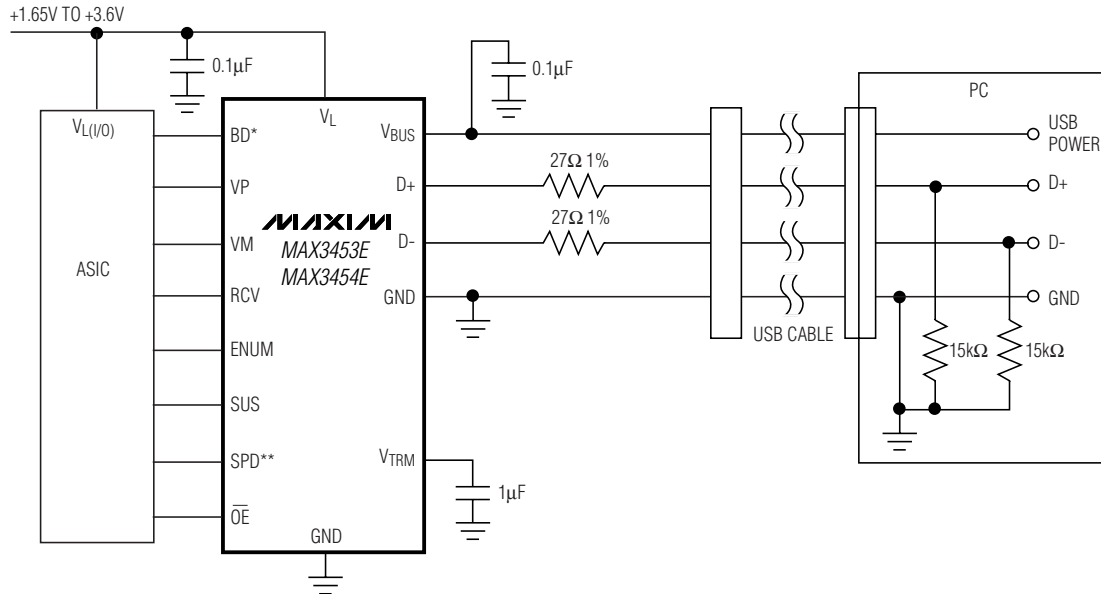 +1.65V TO +3.6V
0.1µF
0.1µF
PC
VL(I/O)
VL
BD*
VBUS
USB
POWER
VP
27Ω 1%
D+
D+
MAXIM
MAX3453E
MAX3454E
VM
27Ω 1%
D-
D-
ASIC
RCV
GND
GND
USB CABLE
15kΩ
15kΩ
ENUM
SUS
SPD**
VTRM
1µF
OE
GND